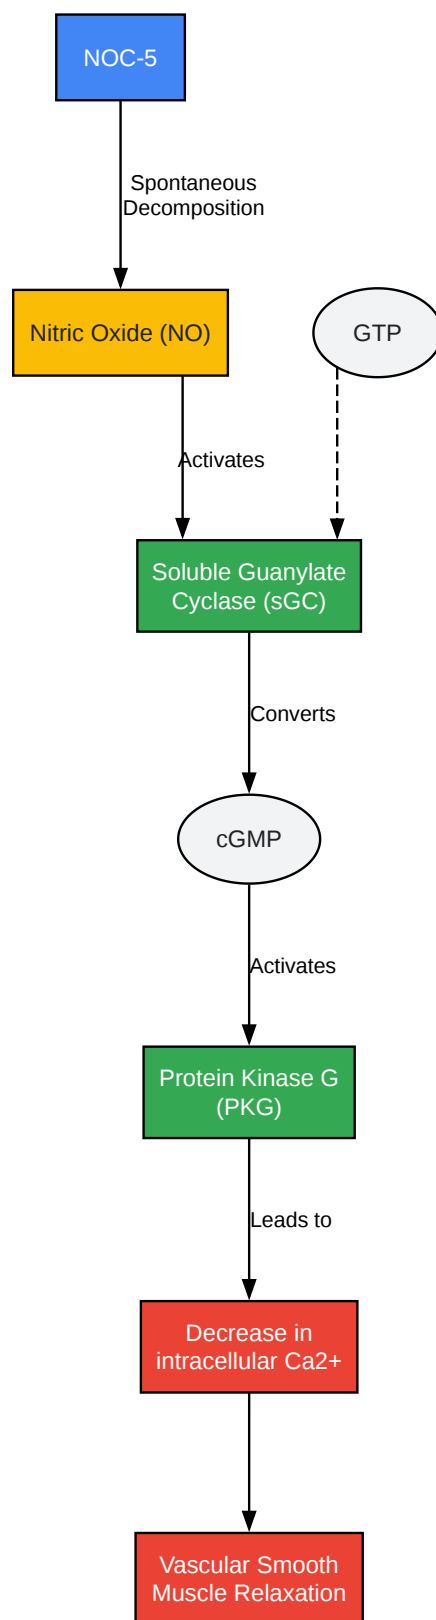 NOC-5
Spontaneous
Decomposition
Nitric Oxide (NO)
GTP
Activates
Soluble Guanylate
Cyclase (sGC)
Converts
cGMP
Activates
Protein Kinase G
(PKG)
Leads to
Decrease in
intracellular Ca2+
Vascular Smooth
Muscle Relaxation